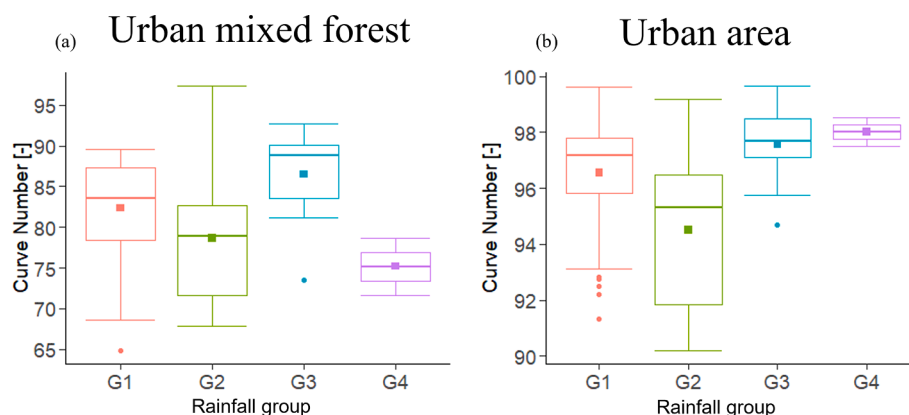 (a) Urban mixed forest
Curve Number [-]
95
90
85
80
75
70
65
G1 G2 G3 G4
Rainfall group
(b) Urban area
Curve Number [-]
100
98
96
94
92
90
G1 G2 G3 G4
Rainfall group